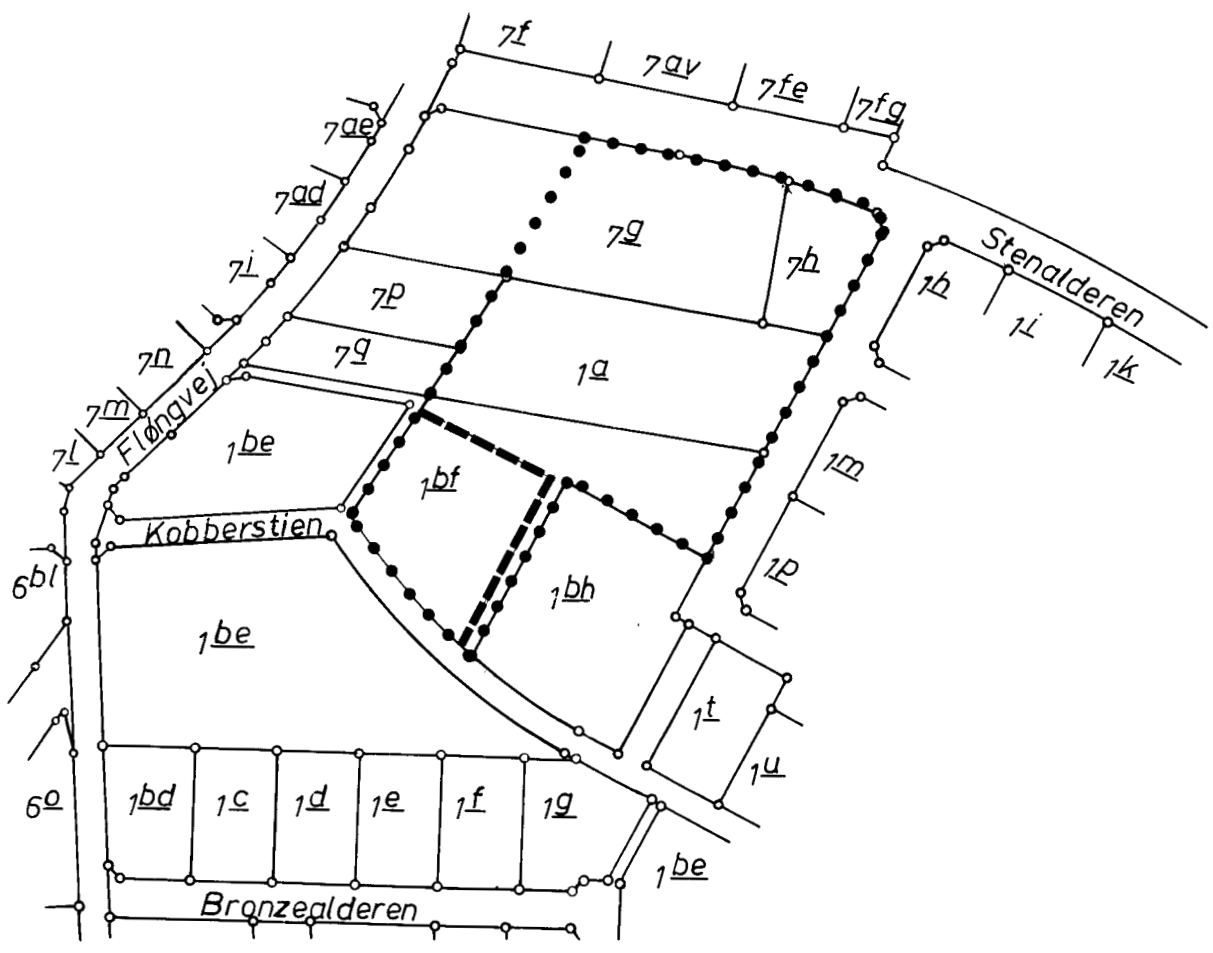 7f
7av
7fe
7fg
7ae
7ad
7g
7h
Stenalderen
7i
7p
1h
1i
1k
7n
7q
1a
7m
Fløngvej
7l
1be
1bf
1m
Kobberstien
6bl
1bh
1p
1be
1t
1u
6o
1bd
1c
1d
1e
1f
1g
1be
Bronzealderen